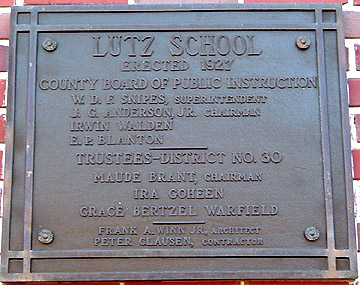 LUTZ SCHOOL
ERECTED 1927
COUNTY BOARD OF PUBLIC INSTRUCTION
W. D. F. SNIPES, SUPERINTENDENT
J. G. ANDERSON, JR. CHAIRMAN
IRWIN WALDEN
E. P. BLANTON
TRUSTEES-DISTRICT NO. 30
MAUDE BRANT, CHAIRMAN
IRA COHEEN
GRACE BERTZEL WARFIELD
FRANK A. WINN JR, ARCHITECT
PETER CLAUSEN, CONTRACTOR